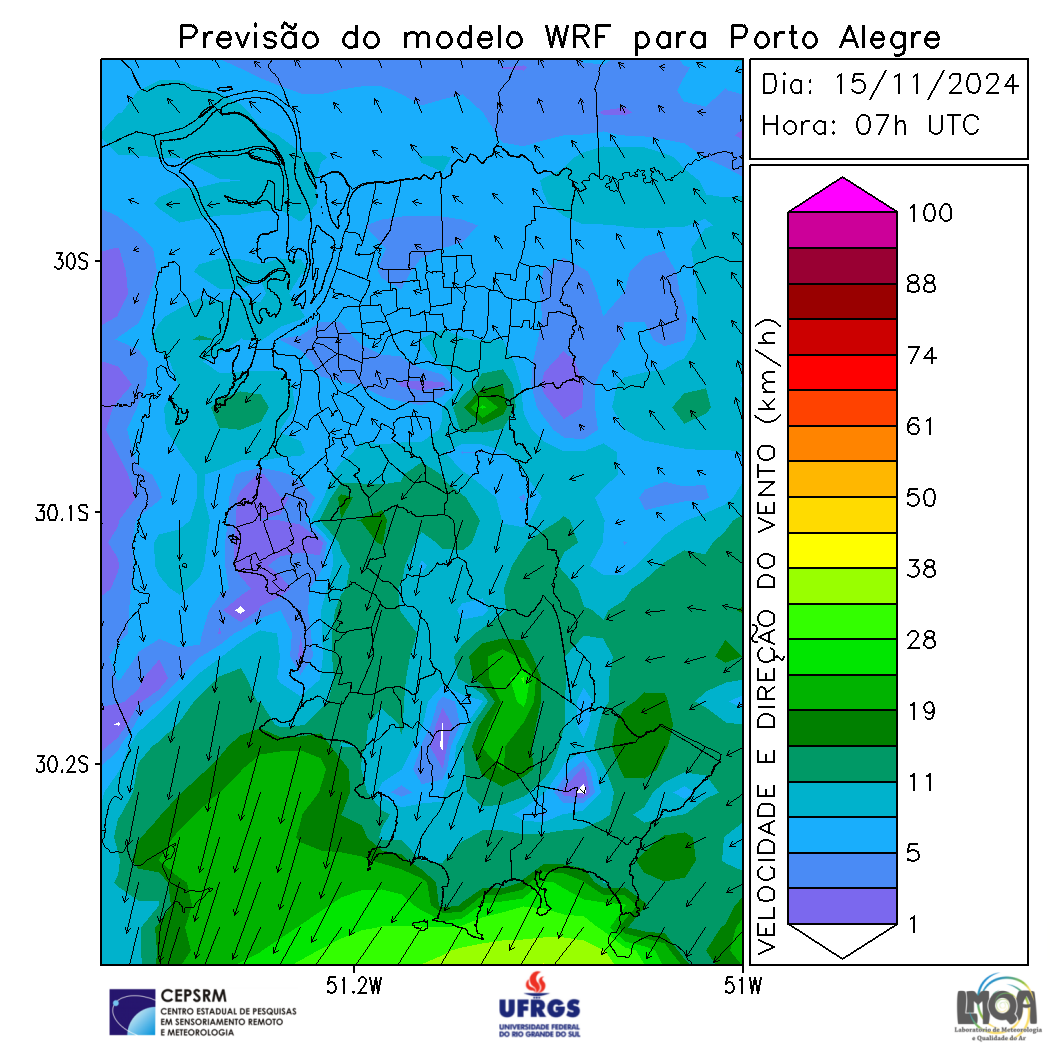 Previsão do modelo WRF para Porto Alegre
Dia: 15/11/2024
Hora: 07h UTC
30S
30.1S
30.2S
51.2W
51W
VELOCIDADE E DIREÇÃO DO VENTO (km/h)
100
88
74
61
50
38
28
19
11
5
1
CEPSRM
CENTRO ESTADUAL DE PESQUISAS
EM SENSORIAMENTO REMOTO
E METEOROLOGIA
UFRGS
UNIVERSIDADE FEDERAL
DO RIO GRANDE DO SUL
LMQA
Laboratório de Meteorologia
e Qualidade do Ar